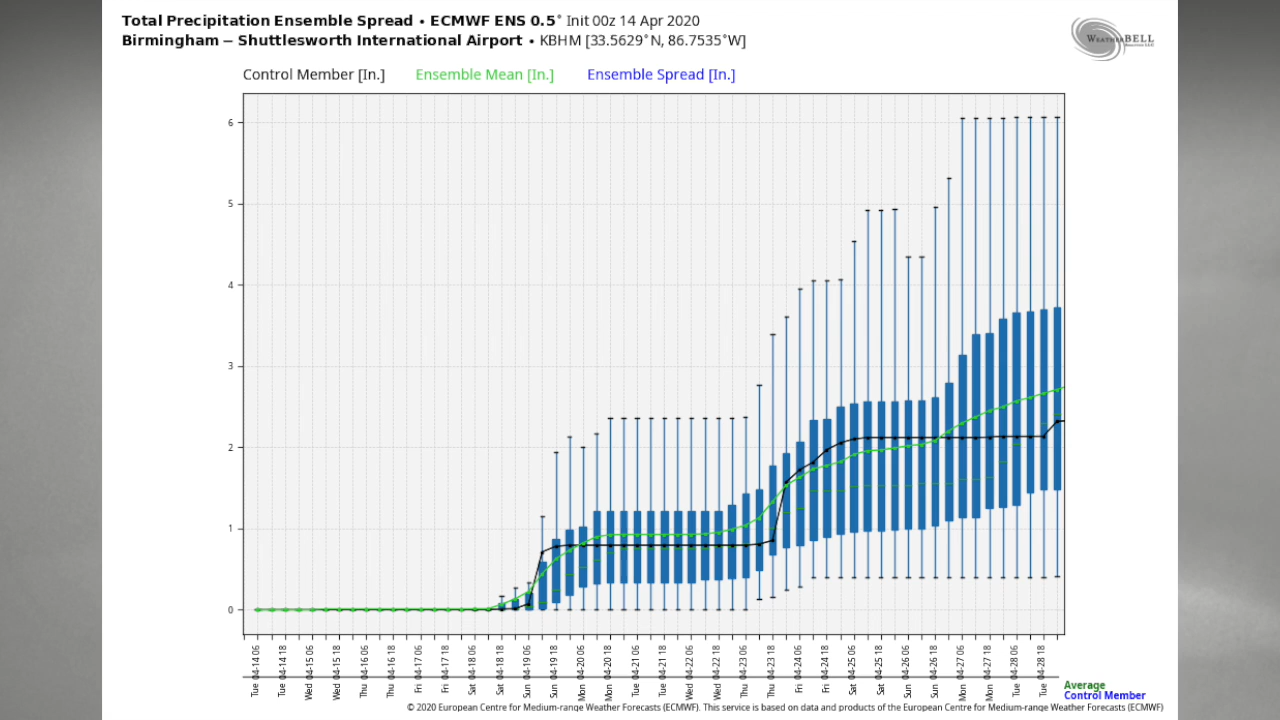 Total Precipitation Ensemble Spread • ECMWF ENS 0.5° Init 00z 14 Apr 2020
Birmingham – Shuttlesworth International Airport • KBHM [33.5629°N, 86.7535°W]
WEATHERBELL
Control Member [In.] Ensemble Mean [In.] Ensemble Spread [In.]
6
5
4
3
2
1
0
Tue 04-14 06
Tue 04-14 18
Wed 04-15 06
Wed 04-15 18
Thu 04-16 06
Thu 04-16 18
Fri 04-17 06
Fri 04-17 18
Sat 04-18 06
Sat 04-18 18
Sun 04-19 06
Sun 04-19 18
Mon 04-20 06
Mon 04-20 18
Tue 04-21 06
Tue 04-21 18
Wed 04-22 06
Wed 04-22 18
Thu 04-23 06
Thu 04-23 18
Fri 04-24 06
Fri 04-24 18
Sat 04-25 06
Sat 04-25 18
Sun 04-26 06
Sun 04-26 18
Mon 04-27 06
Mon 04-27 18
Tue 04-28 06
Tue 04-28 18
Average
Control Member
© 2020 European Centre for Medium-range Weather Forecasts (ECMWF). This service is based on data and products of the European Centre for Medium-range Weather Forecasts (ECMWF)